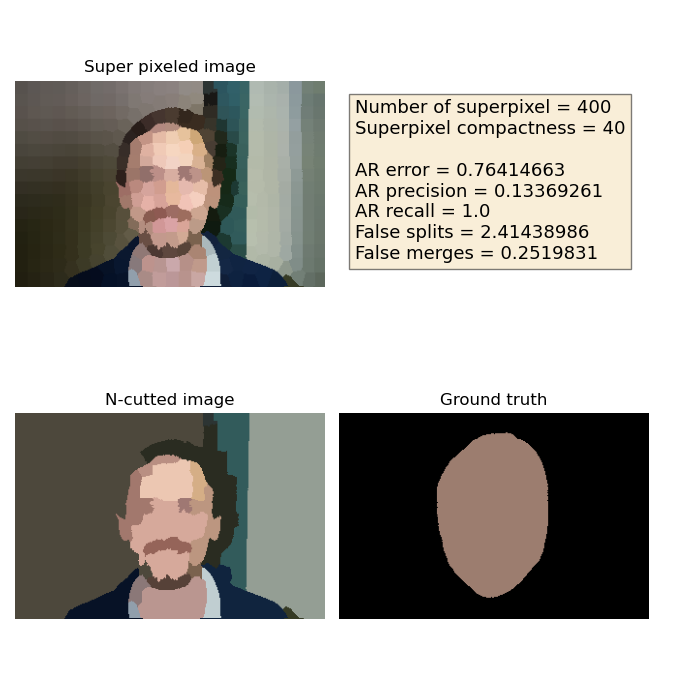 Super pixeled image
Number of superpixel = 400
Superpixel compactness = 40
AR error = 0.76414663
AR precision = 0.13369261
AR recall = 1.0
False splits = 2.41438986
False merges = 0.2519831
N-cutted image
Ground truth